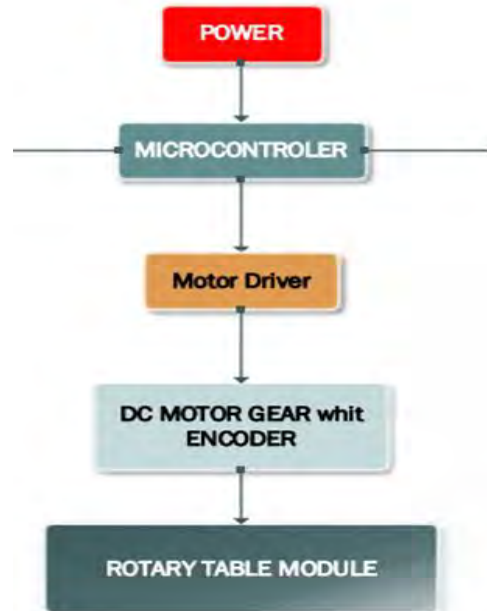 POWER
MICROCONTROLER
Motor Driver
DC MOTOR GEAR whit
ENCODER
ROTARY TABLE MODULE